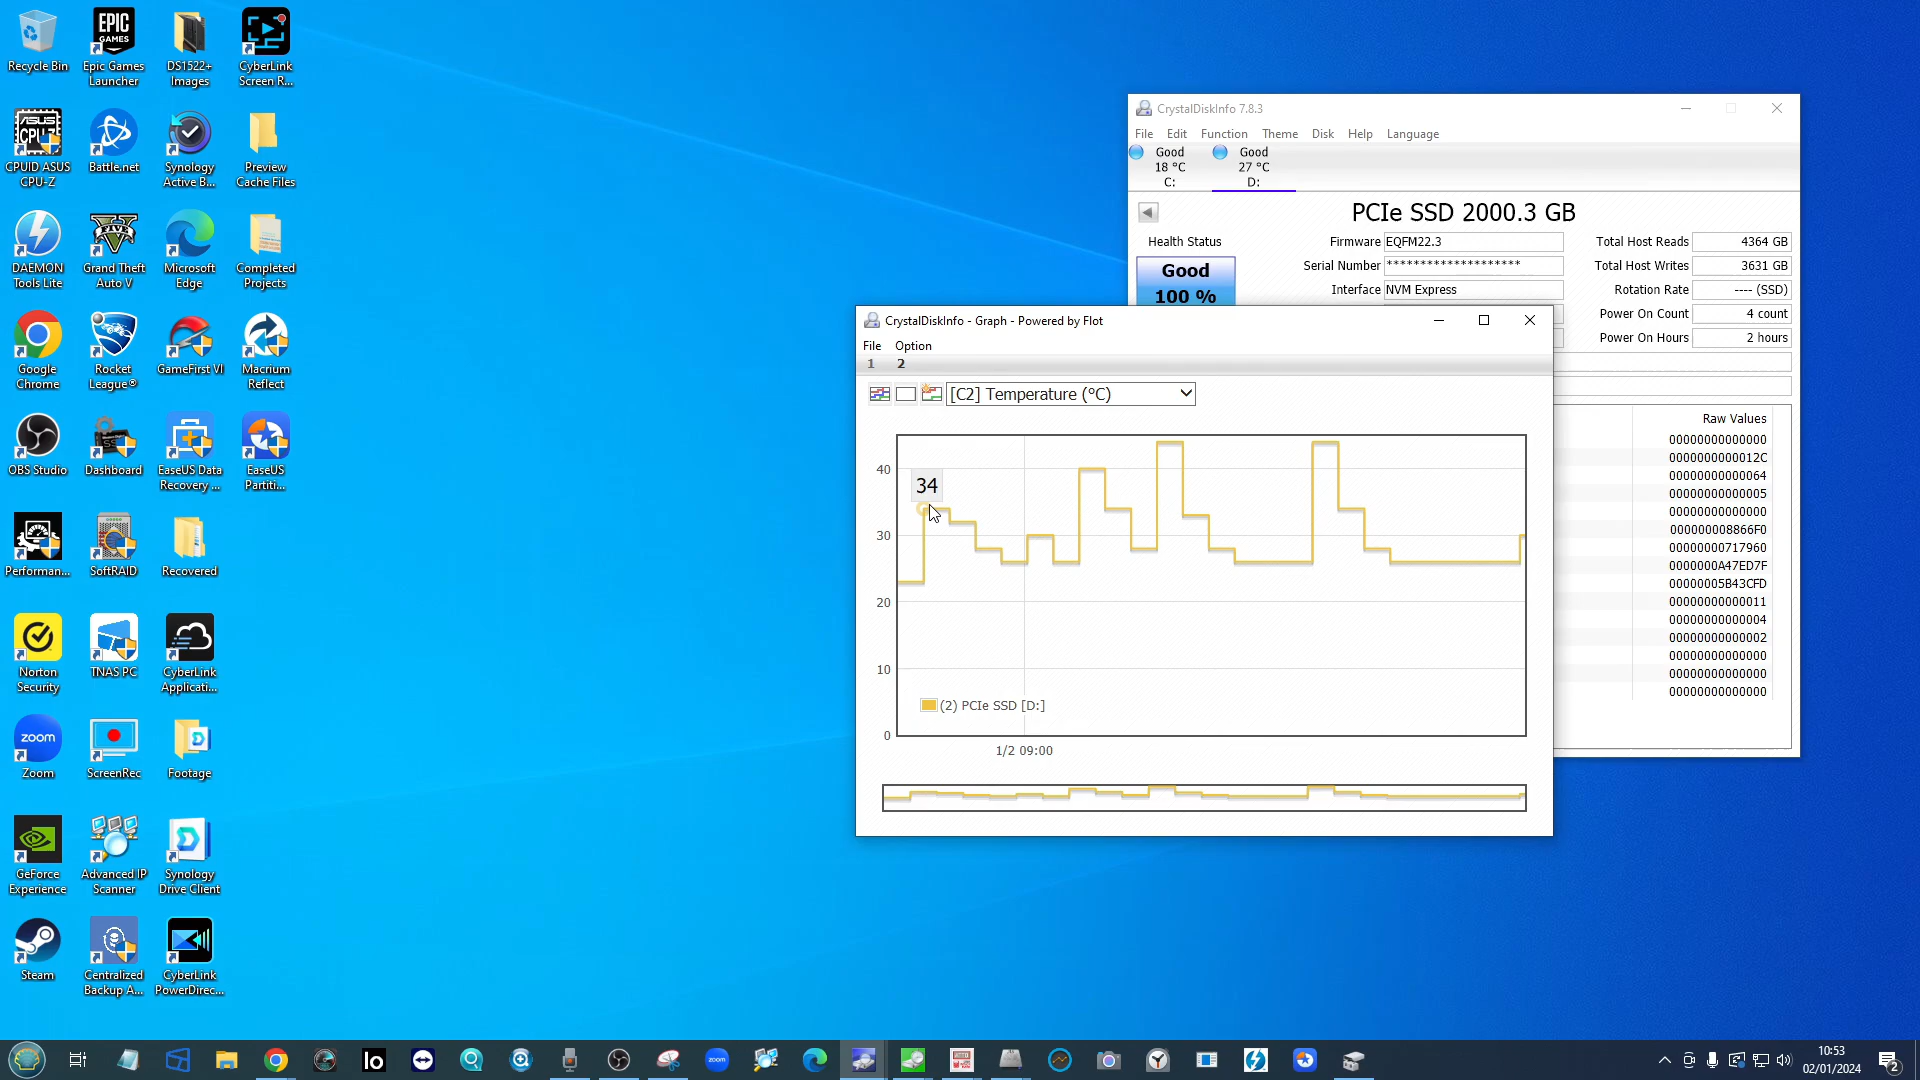 Recycle Bin
Epic Games
Launcher
DS1522+
Images
CyberLink
Screen R...
CPUID ASUS
CPU-Z
Battle.net
Synology
Active B...
Preview
Cache Files
DAEMON
Tools Lite
Grand Theft
Auto V
Microsoft
Edge
Completed
Projects
Google
Chrome
Rocket
League®
GameFirst VI
Macrium
Reflect
OBS Studio
Dashboard
EaseUS Data
Recovery ...
EaseUS
Partiti...
Performan...
SoftRAID
Recovered
Norton
Security
TNAS PC
CyberLink
Applicati...
zoom
Zoom
ScreenRec
Footage
GeForce
Experience
Advanced IP
Scanner
Synology
Drive Client
Steam
Centralized
Backup A...
CyberLink
PowerDirec...
EPIC
GAMES
ASUS
CPU-Z
FIVE
CrystalDiskInfo 7.8.3
File Edit Function Theme Disk Help Language
Good Good
18 °C 27 °C
C: D:
PCIe SSD 2000.3 GB
Health Status
Good
100 %
Firmware EQFM22.3
Serial Number ********************
Interface NVM Express
Total Host Reads 4364 GB
Total Host Writes 3631 GB
Rotation Rate ---- (SSD)
Power On Count 4 count
Power On Hours 2 hours
Raw Values
00000000000000
0000000000012C
00000000000064
00000000000005
00000000000000
000000008866F0
00000000717960
0000000A47ED7F
00000005B43CFD
00000000000011
00000000000004
00000000000002
00000000000000
00000000000000
00000000000000
CrystalDiskInfo - Graph - Powered by Flot
File Option
1 2
[C2] Temperature (°C)
40
34
30
20
10
0
(2) PCIe SSD [D:]
1/2 09:00
Io
zoom
10:53
02/01/2024
2